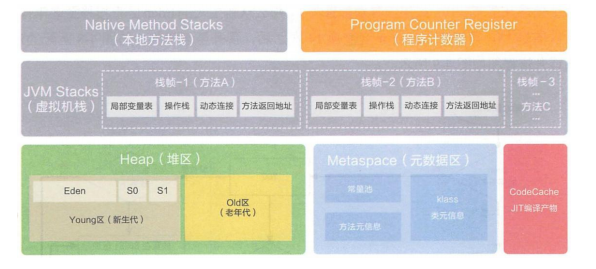 Native Method Stacks
（本地方法栈）
Program Counter Register
（程序计数器）
JVM Stacks
（虚拟机栈）
栈帧-1（方法A）
局部变量表
操作栈
动态连接
方法返回地址
栈帧-2（方法B）
局部变量表
操作栈
动态连接
方法返回地址
栈帧-3
...
方法C
Heap（堆区）
Eden
S0
S1
Young区（新生代）
Old区
（老年代）
Metaspace（元数据区）
常量池
方法元信息
klass
类元信息
CodeCache
JIT编译产物